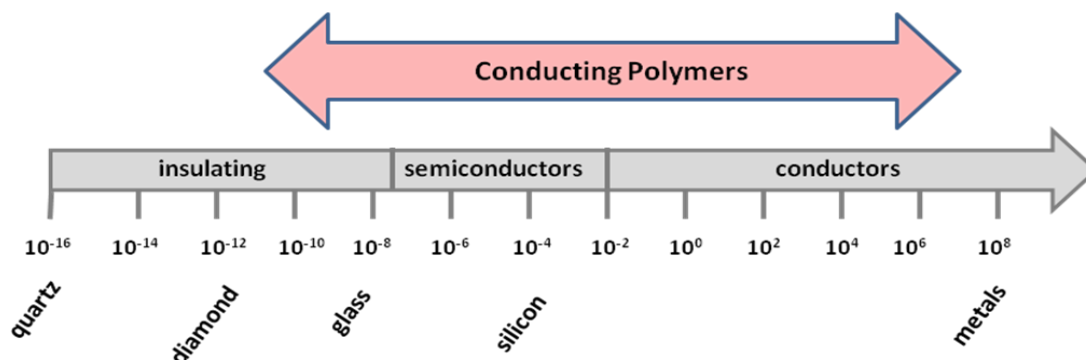 Conducting Polymers
insulating semiconductors conductors
10⁻¹⁶ 10⁻¹⁴ 10⁻¹² 10⁻¹⁰ 10⁻⁸ 10⁻⁶ 10⁻⁴ 10⁻² 10⁰ 10² 10⁴ 10⁶ 10⁸
quartz diamond glass silicon metals